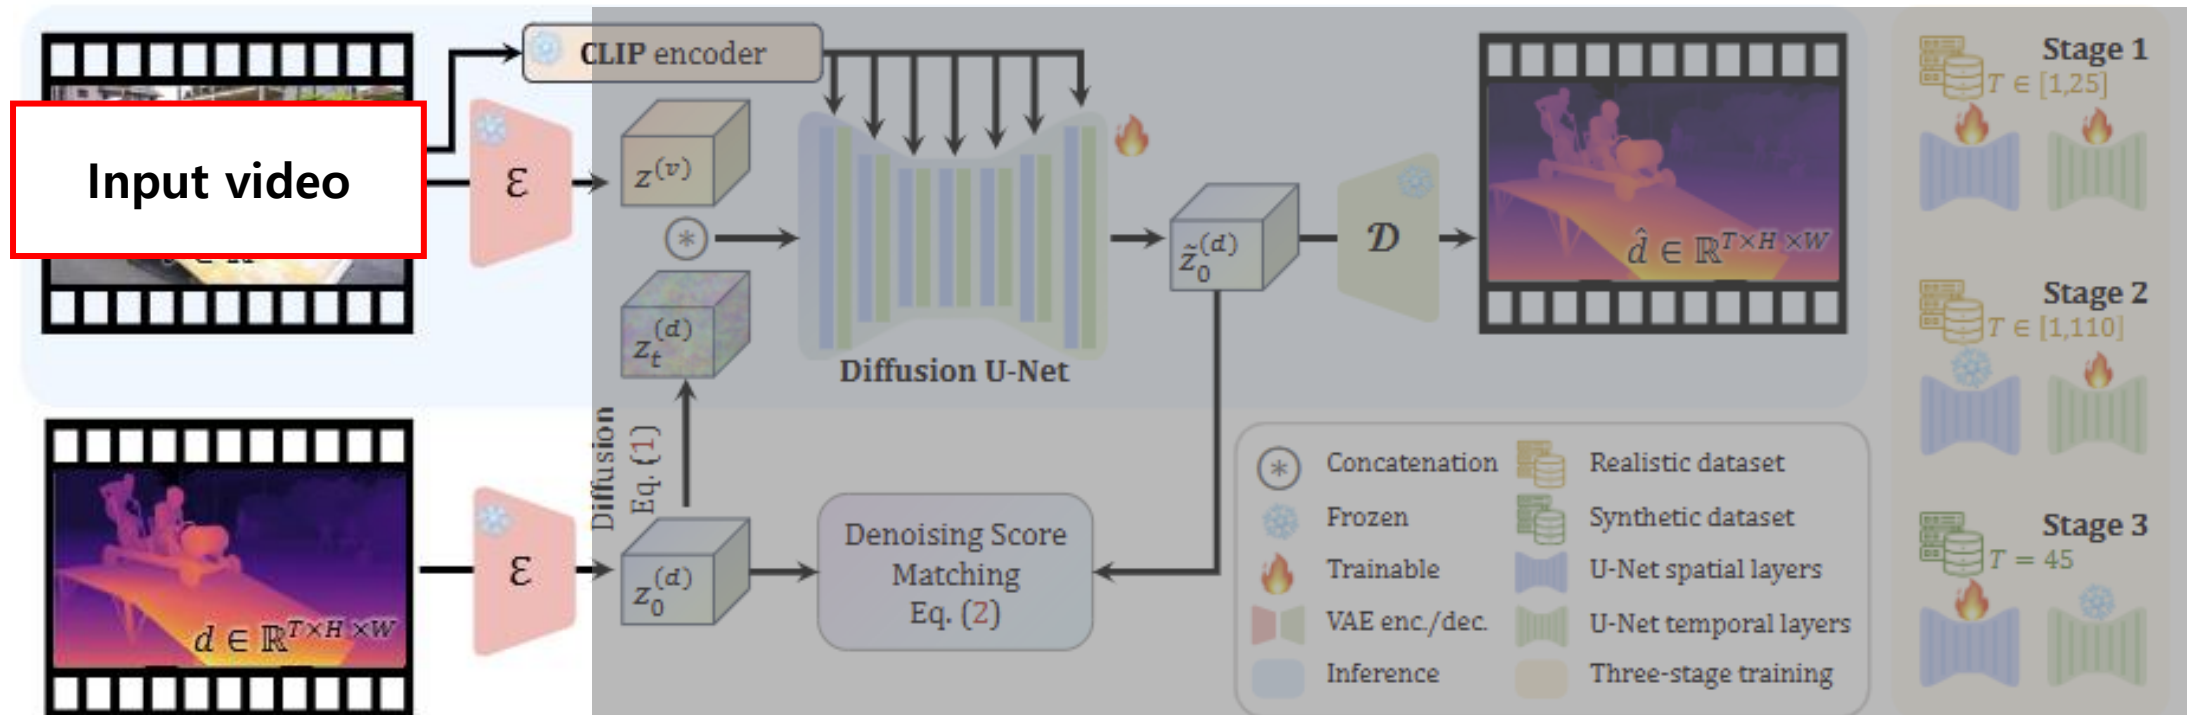 CLIP encoder
Input video
ℰ
z^(v)
z_t^(d)
Diffusion U-Net
z̃_0^(d)
𝒟
d̂ ∈ ℝ^{T×H×W}
Diffusion
Eq. (1)
d ∈ ℝ^{T×H×W}
ℰ
z_0^(d)
Denoising Score
Matching
Eq. (2)
Concatenation
Frozen
Trainable
VAE enc./dec.
Inference
Realistic dataset
Synthetic dataset
U-Net spatial layers
U-Net temporal layers
Three-stage training
Stage 1
T ∈ [1,25]
Stage 2
T ∈ [1,110]
Stage 3
T = 45